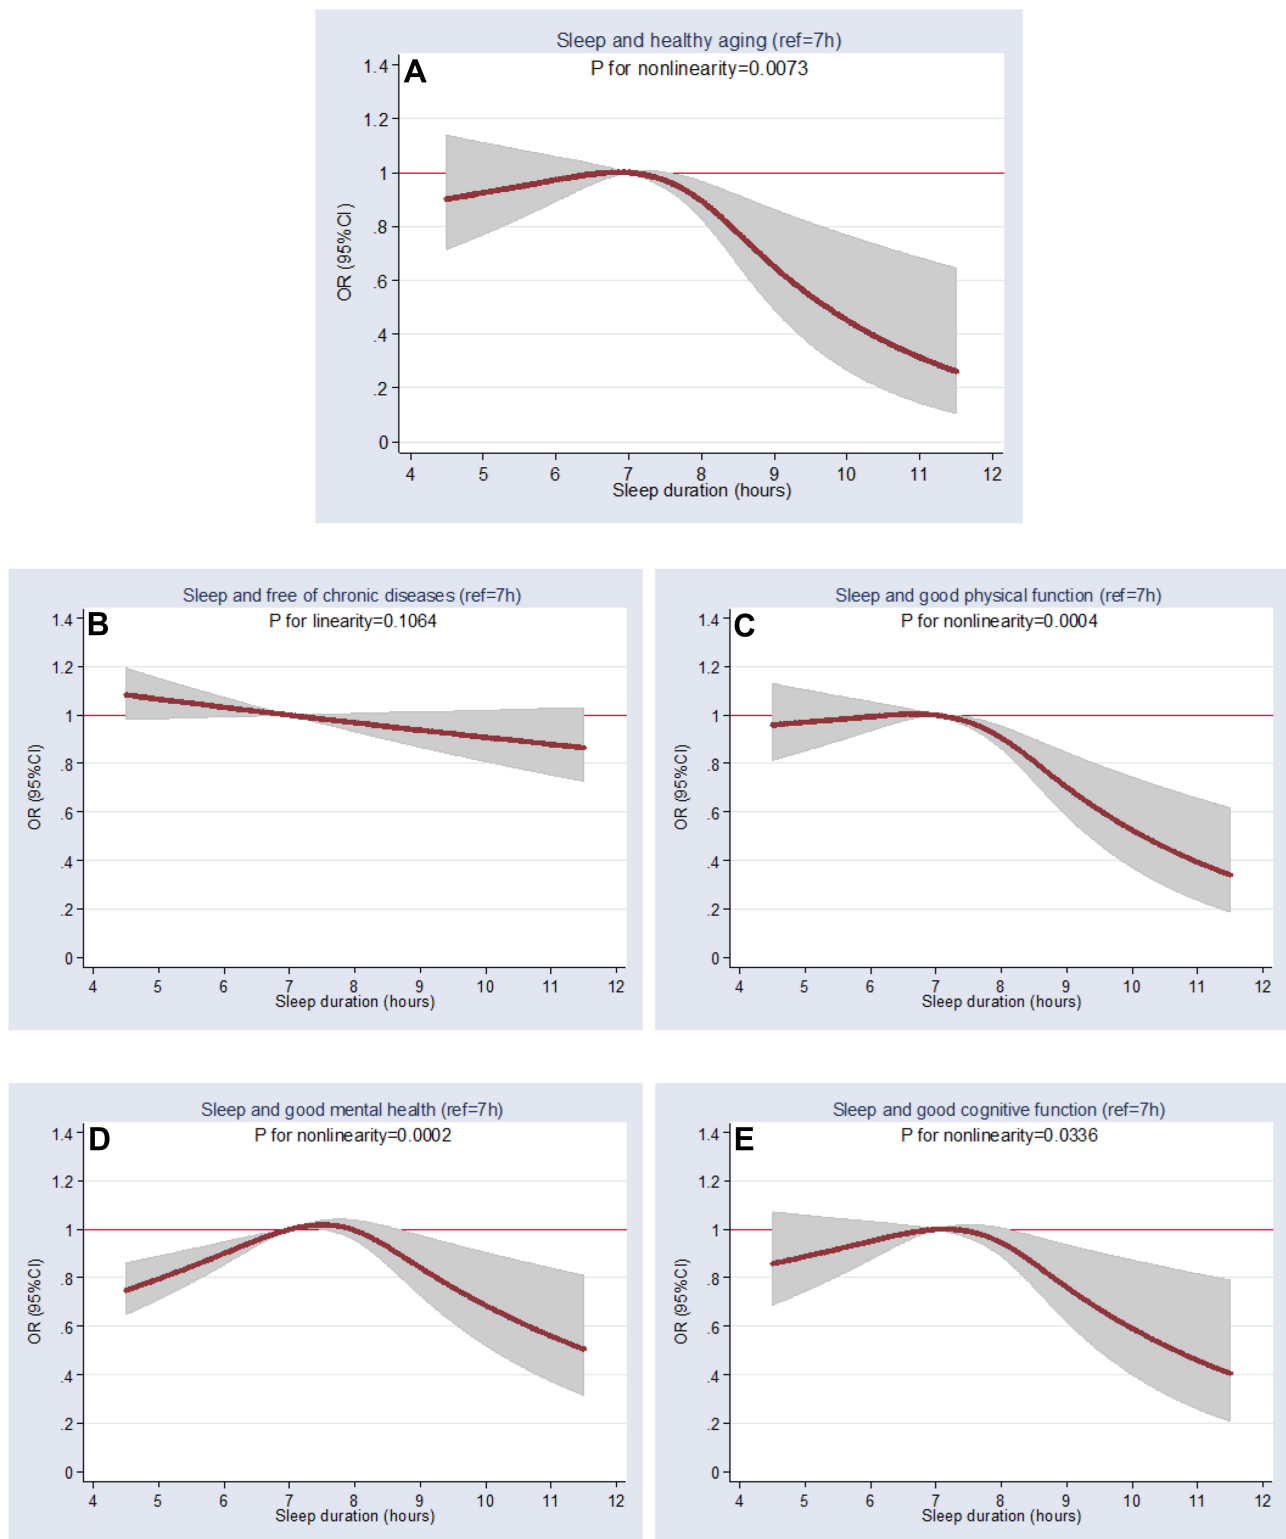 Sleep and healthy aging (ref=7h)
A
P for nonlinearity=0.0073
OR (95%CI)
1.4
1.2
1
.8
.6
.4
.2
0
4 5 6 7 8 9 10 11 12
Sleep duration (hours)
Sleep and free of chronic diseases (ref=7h)
B
P for linearity=0.1064
OR (95%CI)
1.4
1.2
1
.8
.6
.4
.2
0
4 5 6 7 8 9 10 11 12
Sleep duration (hours)
Sleep and good physical function (ref=7h)
C
P for nonlinearity=0.0004
OR (95%CI)
1.4
1.2
1
.8
.6
.4
.2
0
4 5 6 7 8 9 10 11 12
Sleep duration (hours)
Sleep and good mental health (ref=7h)
D
P for nonlinearity=0.0002
OR (95%CI)
1.4
1.2
1
.8
.6
.4
.2
0
4 5 6 7 8 9 10 11 12
Sleep duration (hours)
Sleep and good cognitive function (ref=7h)
E
P for nonlinearity=0.0336
OR (95%CI)
1.4
1.2
1
.8
.6
.4
.2
0
4 5 6 7 8 9 10 11 12
Sleep duration (hours)